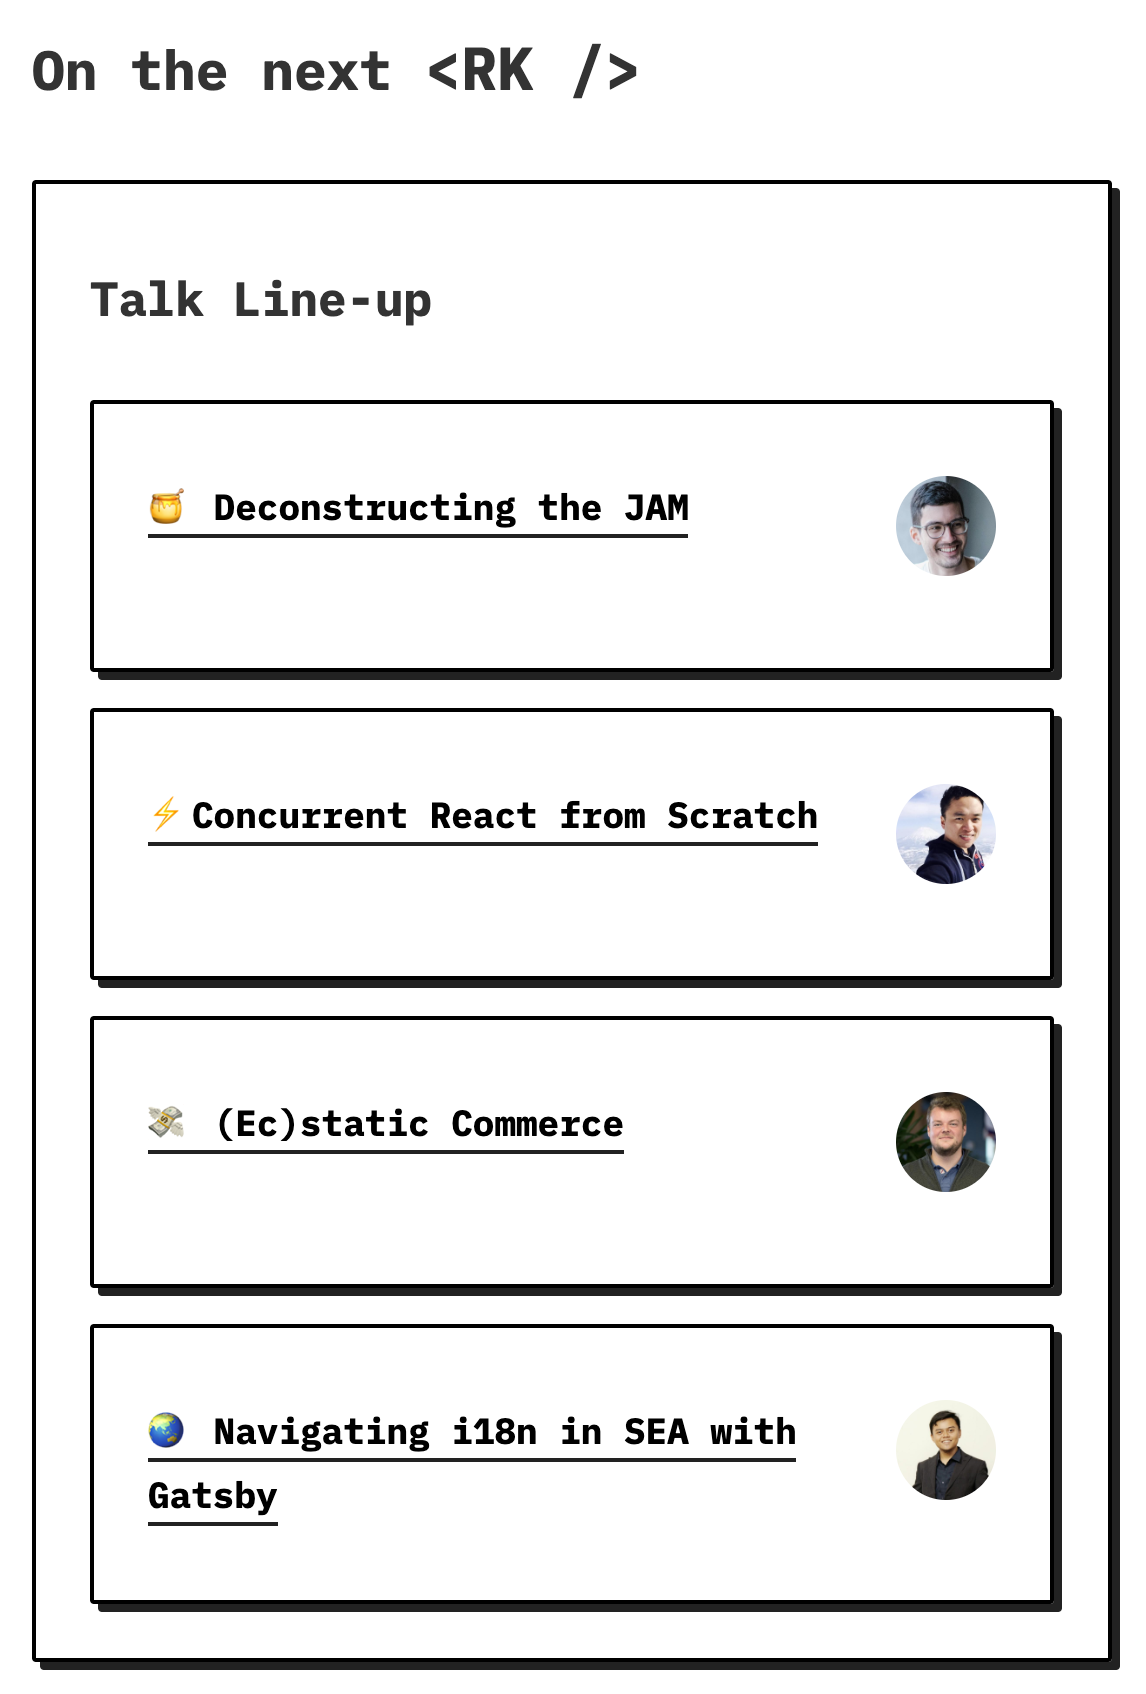 On the next <RK />
Talk Line-up
🍯 Deconstructing the JAM
⚡Concurrent React from Scratch
💸 (Ec)static Commerce
🌏 Navigating i18n in SEA with
Gatsby